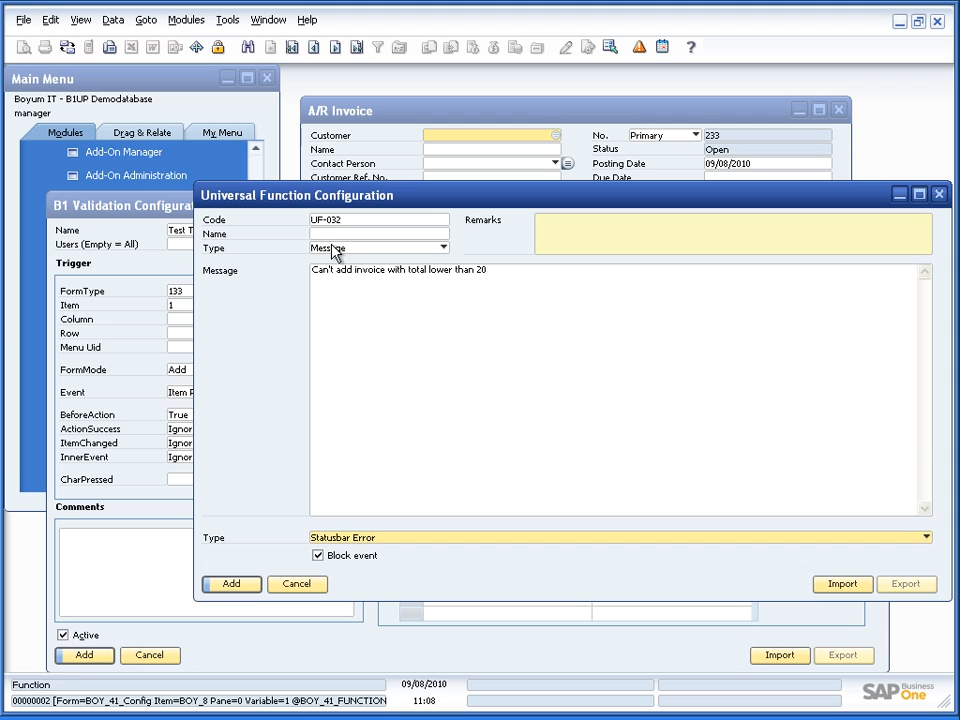 File Edit View Data Goto Modules Tools Window Help
Main Menu
Boyum IT - B1UP Demodatabase
manager
Modules Drag & Relate My Menu
Add-On Manager
Add-On Administration
A/R Invoice
Customer No. Primary 233
Name Status Open
Contact Person Posting Date 09/08/2010
Customer Ref. No. Due Date
B1 Validation Configurat
Name Test T
Users (Empty = All)
Trigger
FormType 133
Item 1
Column
Row
Menu Uid
FormMode Add
Event Item P
BeforeAction True
ActionSuccess Ignor
ItemChanged Ignor
InnerEvent Ignor
CharPressed
Comments
Active
Add Cancel Import Export
Universal Function Configuration
Code UF-032 Remarks
Name
Type Message
Message Can't add invoice with total lower than 20
Type Statusbar Error
Block event
Add Cancel Import Export
Function 09/08/2010
00000002 [Form=BOY_41_Config Item=BOY_8 Pane=0 Variable=1 @BOY_41_FUNCTION 11:08
SAP Business One